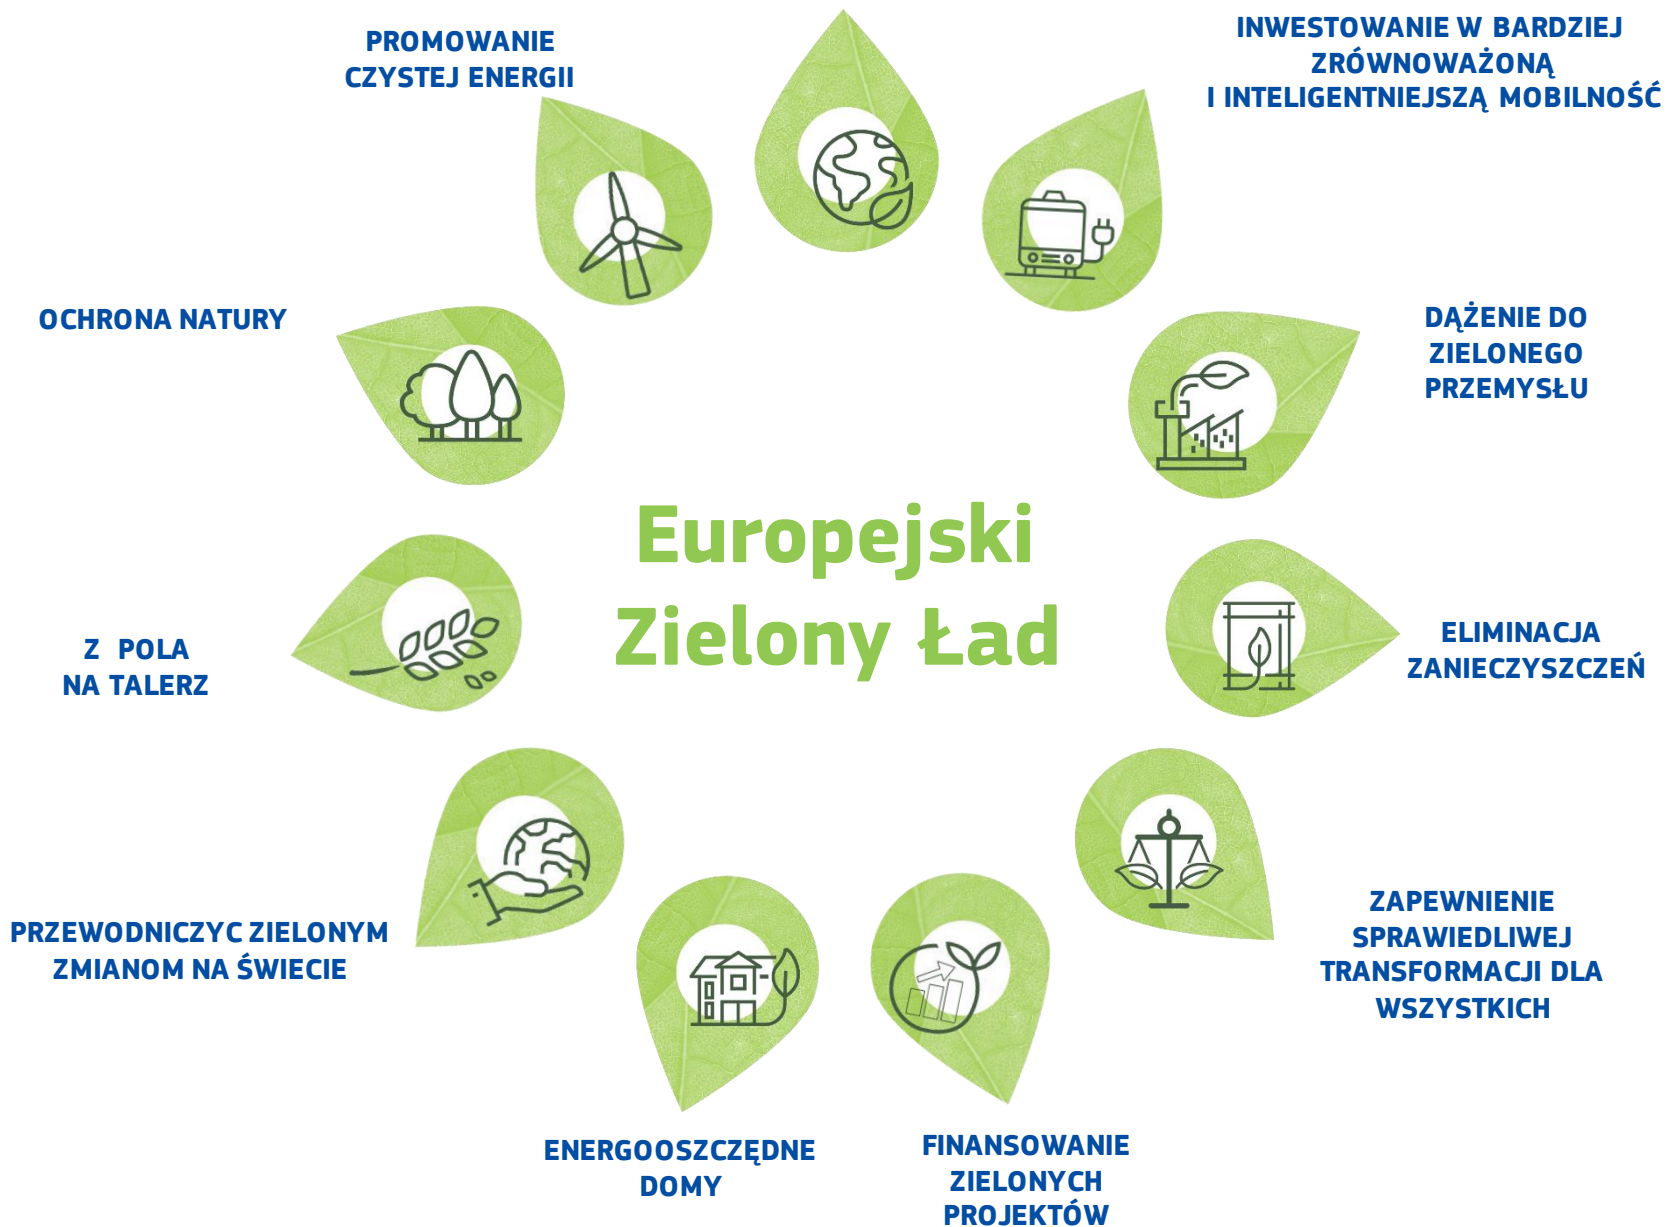 PROMOWANIE
CZYSTEJ ENERGII
INWESTOWANIE W BARDZIEJ
ZRÓWNOWAŻONĄ
I INTELIGENTNIEJSZĄ MOBILNOŚĆ
OCHRONA NATURY
DĄŻENIE DO
ZIELONEGO
PRZEMYSŁU
Europejski
Zielony Ład
Z POLA
NA TALERZ
ELIMINACJA
ZANIECZYSZCZEŃ
PRZEWODNICZYC ZIELONYM
ZMIANOM NA ŚWIECIE
ZAPEWNIENIE
SPRAWIEDLIWEJ
TRANSFORMACJI DLA
WSZYSTKICH
ENERGOOSZCZĘDNE
DOMY
FINANSOWANIE
ZIELONYCH
PROJEKTÓW